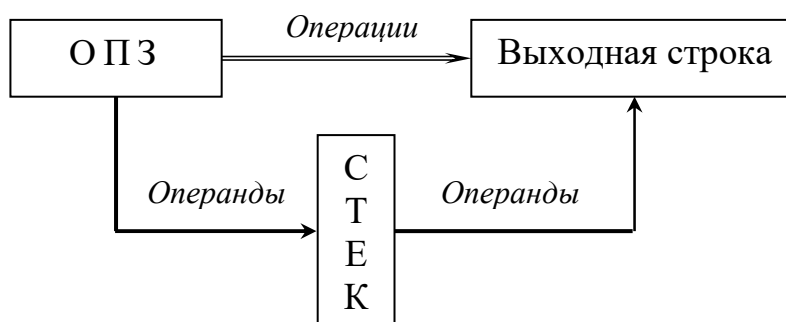 Операции
О П З
Выходная строка
Операнды
С
Т
Е
К
Операнды